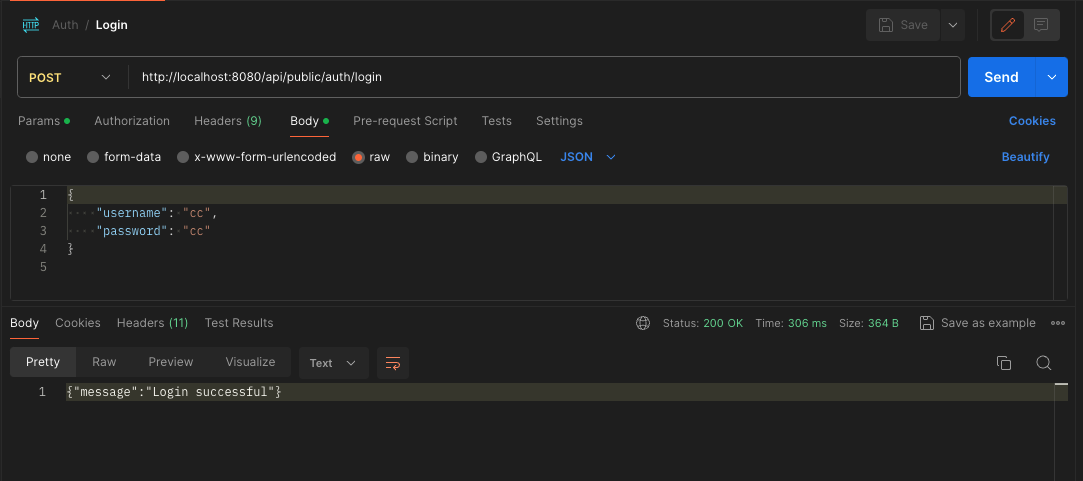 HTTP Auth / Login Save
POST http://localhost:8080/api/public/auth/login Send
Params Authorization Headers (9) Body Pre-request Script Tests Settings Cookies
none form-data x-www-form-urlencoded raw binary GraphQL JSON Beautify
1 {
2 "username": "cc",
3 "password": "cc"
4 }
5
Body Cookies Headers (11) Test Results Status: 200 OK Time: 306 ms Size: 364 B Save as example
Pretty Raw Preview Visualize Text
1 {"message":"Login successful"}